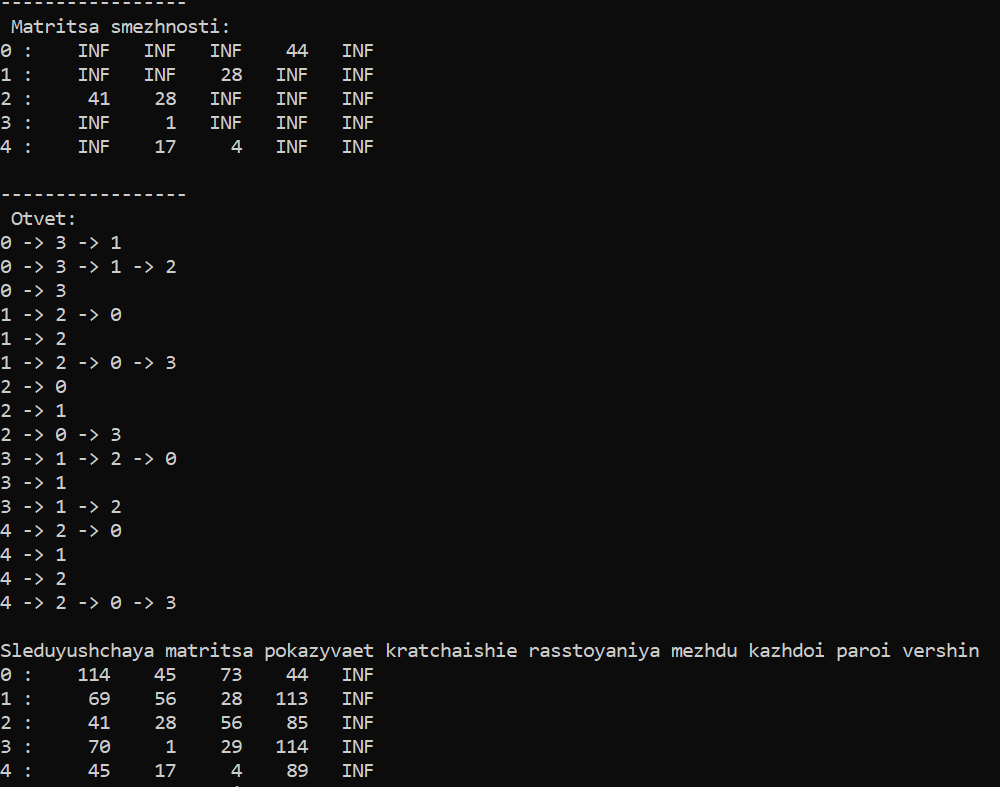 -----------------
Matritsa smezhnosti:
0 :    INF   INF   INF    44   INF
1 :    INF   INF    28   INF   INF
2 :     41    28   INF   INF   INF
3 :    INF     1   INF   INF   INF
4 :    INF    17     4   INF   INF
-----------------
Otvet:
0 -> 3 -> 1
0 -> 3 -> 1 -> 2
0 -> 3
1 -> 2 -> 0
1 -> 2
1 -> 2 -> 0 -> 3
2 -> 0
2 -> 1
2 -> 0 -> 3
3 -> 1 -> 2 -> 0
3 -> 1
3 -> 1 -> 2
4 -> 2 -> 0
4 -> 1
4 -> 2
4 -> 2 -> 0 -> 3
Sleduyushchaya matritsa pokazyvaet kratchaishie rasstoyaniya mezhdu kazhdoi paroi vershin
0 :    114    45    73    44   INF
1 :     69    56    28   113   INF
2 :     41    28    56    85   INF
3 :     70     1    29   114   INF
4 :     45    17     4    89   INF